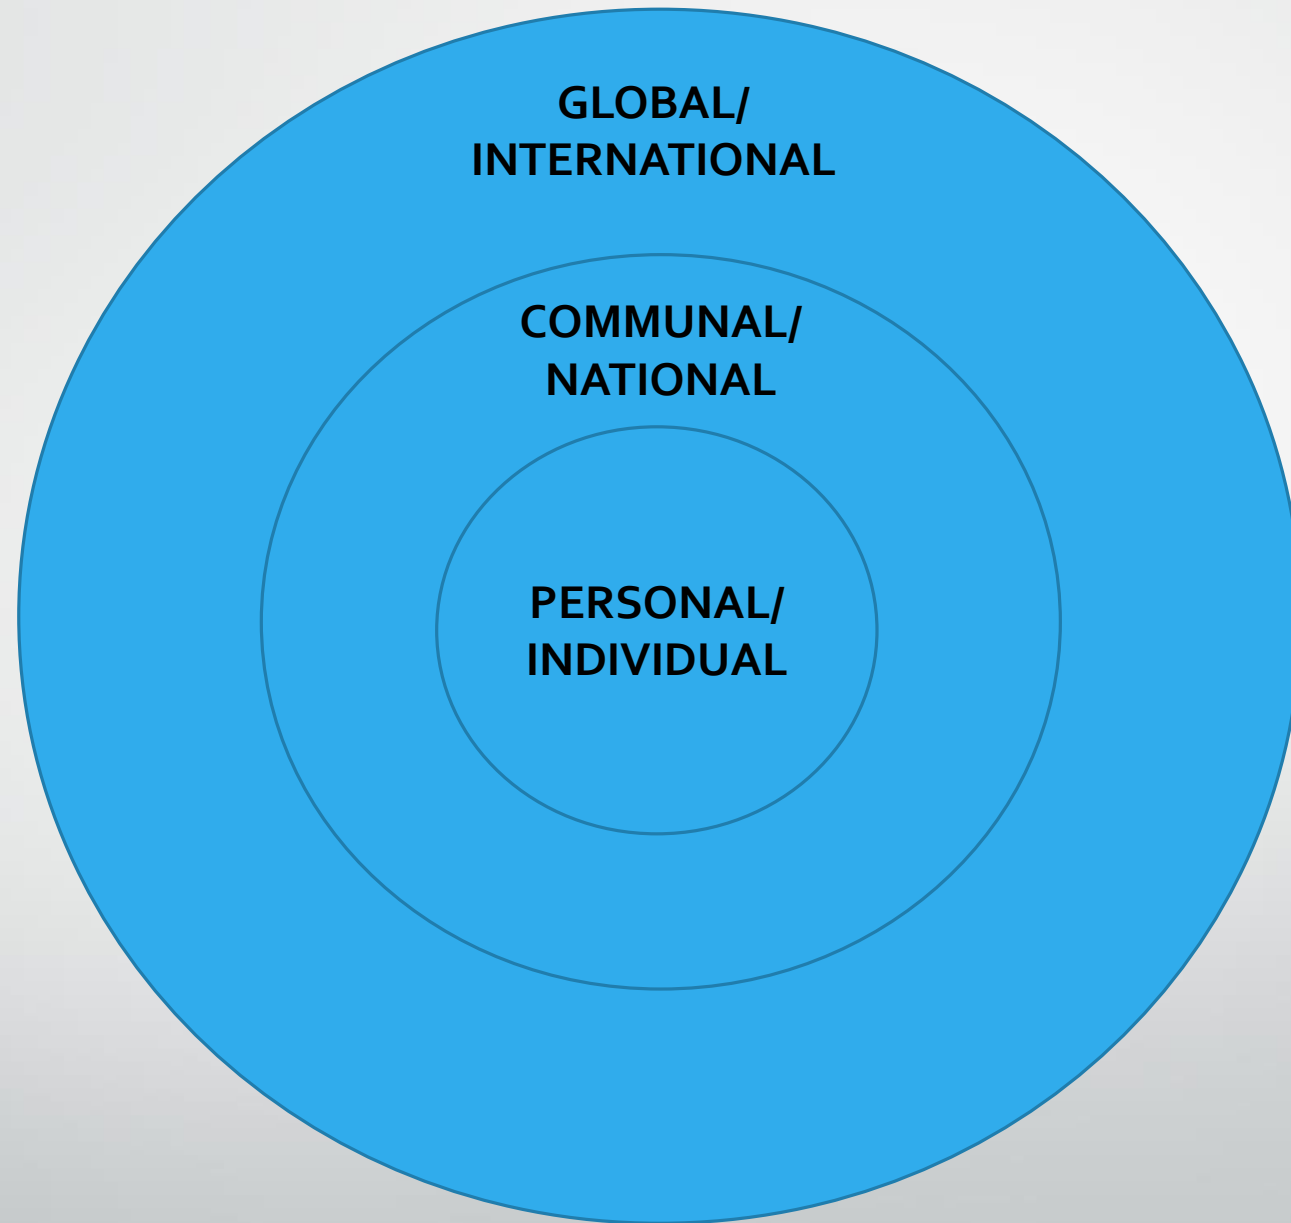 GLOBAL/
INTERNATIONAL
COMMUNAL/
NATIONAL
PERSONAL/
INDIVIDUAL